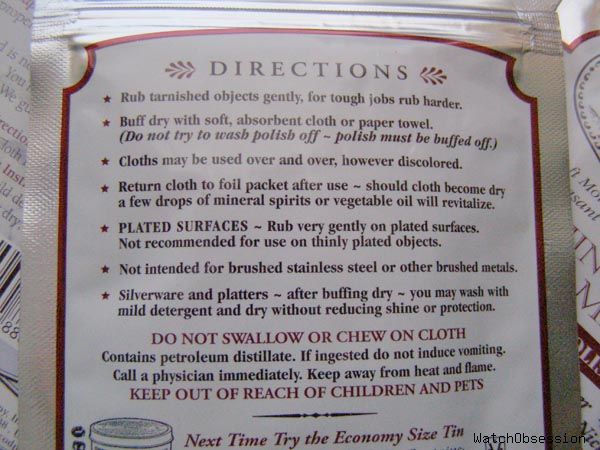 DIRECTIONS
★ Rub tarnished objects gently, for tough jobs rub harder.
★ Buff dry with soft, absorbent cloth or paper towel.
(Do not try to wash polish off ~ polish must be buffed off.)
★ Cloths may be used over and over, however discolored.
★ Return cloth to foil packet after use ~ should cloth become dry
a few drops of mineral spirits or vegetable oil will revitalize.
★ PLATED SURFACES ~ Rub very gently on plated surfaces.
Not recommended for use on thinly plated objects.
★ Not intended for brushed stainless steel or other brushed metals.
★ Silverware and platters ~ after buffing dry ~ you may wash with
mild detergent and dry without reducing shine or protection.
DO NOT SWALLOW OR CHEW ON CLOTH
Contains petroleum distillate. If ingested do not induce vomiting.
Call a physician immediately. Keep away from heat and flame.
KEEP OUT OF REACH OF CHILDREN AND PETS
Next Time Try the Economy Size Tin
WatchObsession